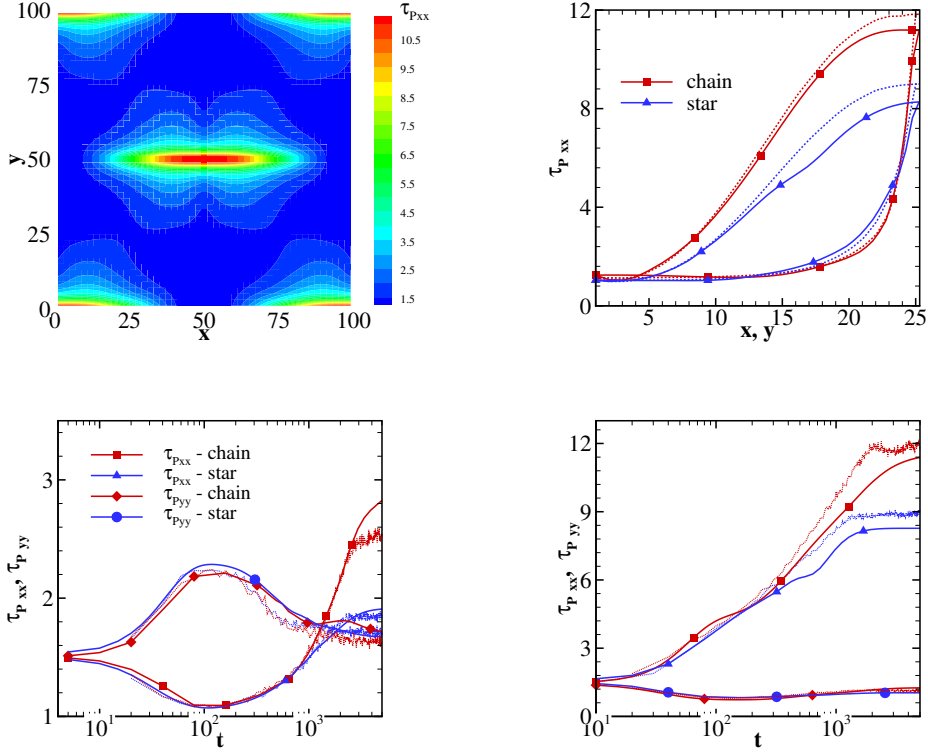 τPxx
100
75
50
25
0
y
0 25 50 75 100
x
10.5
9.5
8.5
7.5
6.5
5.5
4.5
3.5
2.5
1.5
12
8
4
0
τP xx
chain
star
5 10 15 20 25
x, y
3
2
1
τP xx, τP yy
τPxx - chain
τPxx - star
τPyy - chain
τPyy - star
10¹ 10² 10³
t
12
9
6
3
0
τP xx, τP yy
10¹ 10² 10³
t